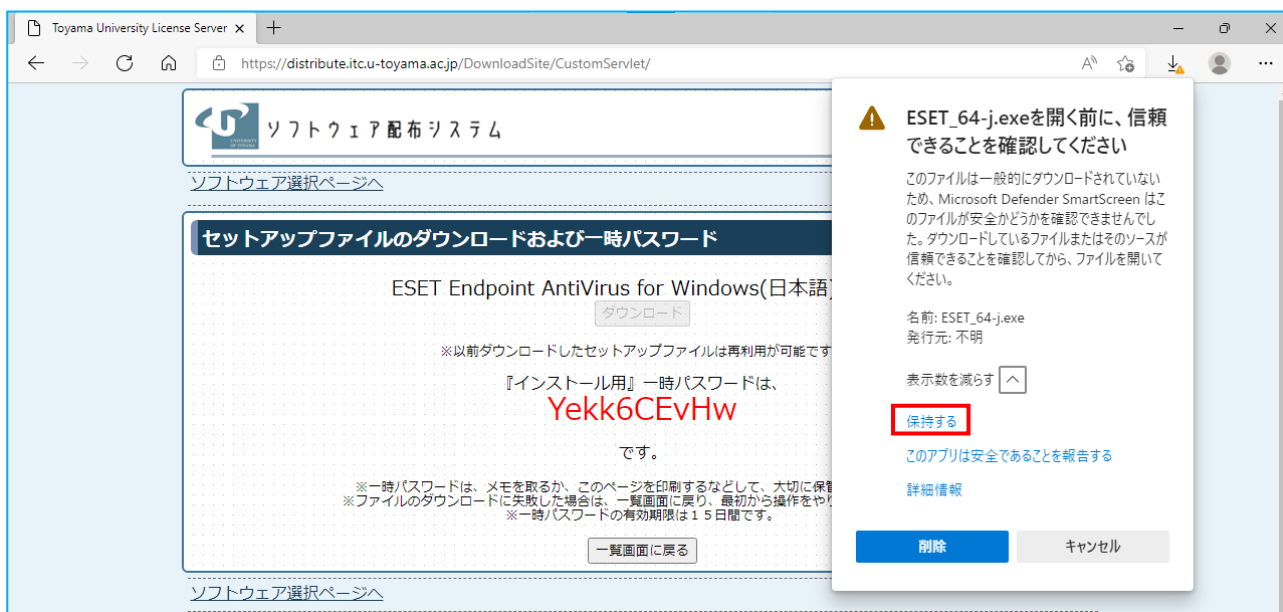 Toyama University License Server
https://distribute.itc.u-toyama.ac.jp/DownloadSite/CustomServlet/
UNIVERSITY
OF TOYAMA
ソフトウェア配布システム
ソフトウェア選択ページへ
セットアップファイルのダウンロードおよび一時パスワード
ESET Endpoint AntiVirus for Windows(日本語)
ダウンロード
※以前ダウンロードしたセットアップファイルは再利用が可能です
『インストール用』一時パスワードは、
Yekk6CEvHw
です。
※一時パスワードは、メモを取るか、このページを印刷するなどして、大切に保管
※ファイルのダウンロードに失敗した場合は、一覧画面に戻り、最初から操作をやり
※一時パスワードの有効期限は１５日間です。
一覧画面に戻る
ソフトウェア選択ページへ
ESET_64-j.exeを開く前に、信頼
できることを確認してください
このファイルは一般的にダウンロードされていない
ため、Microsoft Defender SmartScreen はこ
のファイルが安全かどうかを確認できませんでし
た。ダウンロードしているファイルまたはそのソースが
信頼できることを確認してから、ファイルを開いて
ください。
名前: ESET_64-j.exe
発行元: 不明
表示数を減らす
保持する
このアプリは安全であることを報告する
詳細情報
削除
キャンセル